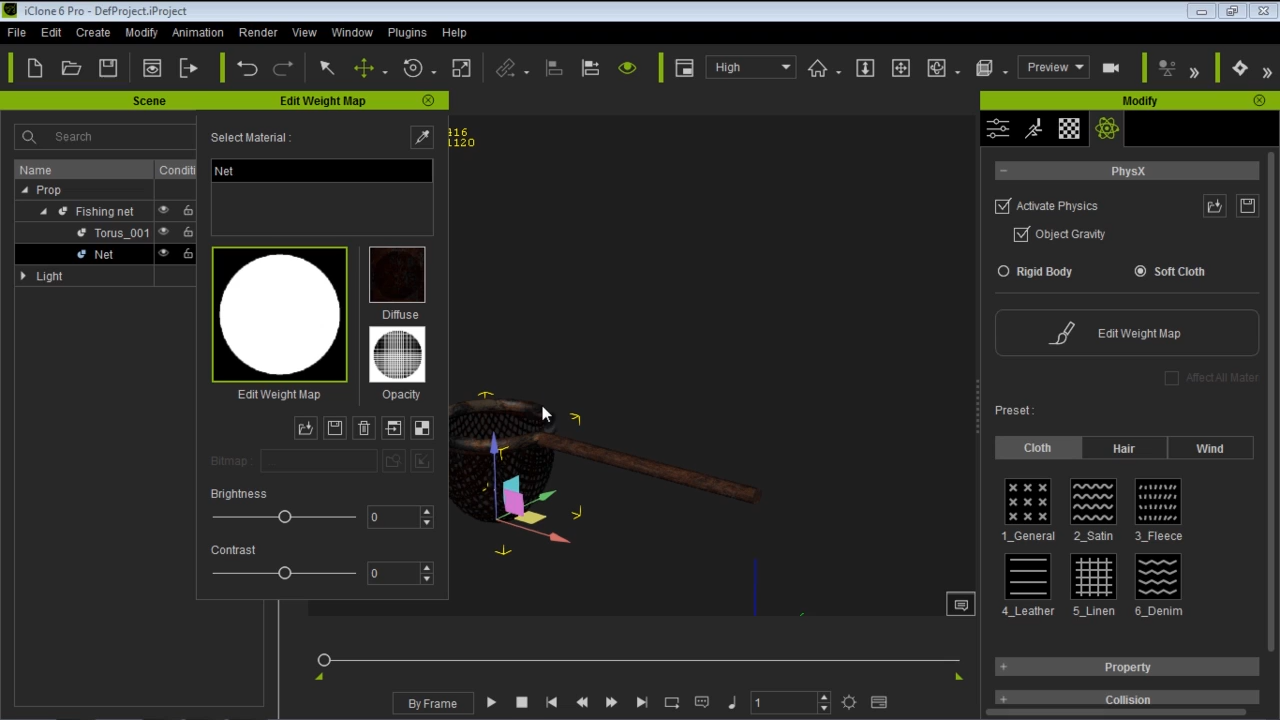 iClone 6 Pro - DefProject.iProject
File Edit Create Modify Animation Render View Window Plugins Help
High Preview
Scene Edit Weight Map Modify
Search Select Material :
Net
Name Conditi
Prop
Fishing net
Torus_001
Net
Light
Diffuse
Edit Weight Map Opacity
Bitmap :
Brightness
0
Contrast
0
416
1120
PhysX
Activate Physics
Object Gravity
Rigid Body Soft Cloth
Edit Weight Map
Affect All Mater
Preset :
Cloth Hair Wind
1_General 2_Satin 3_Fleece
4_Leather 5_Linen 6_Denim
Property
Collision
By Frame 1